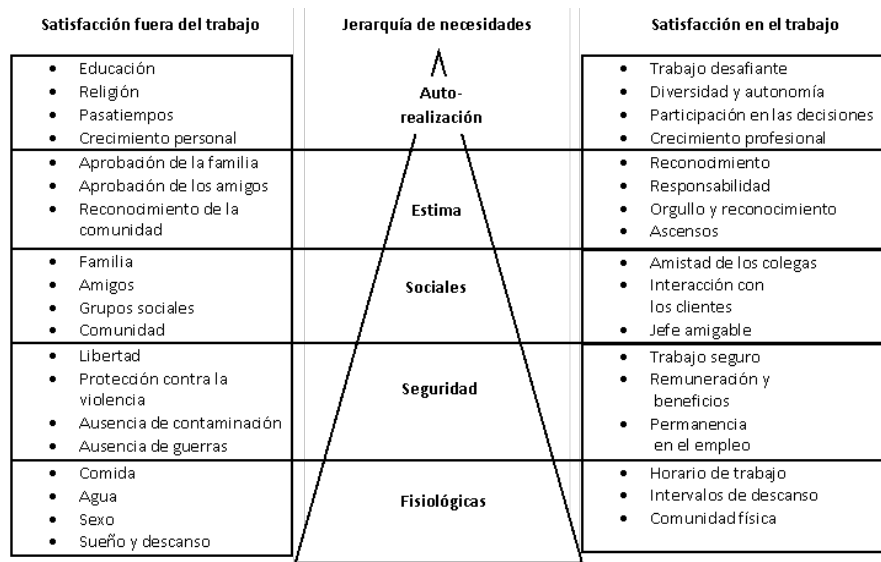 Satisfacción fuera del trabajo
Jerarquía de necesidades
Satisfacción en el trabajo
• Educación
• Religión
• Pasatiempos
• Crecimiento personal
Auto-
realización
• Trabajo desafiante
• Diversidad y autonomía
• Participación en las decisiones
• Crecimiento profesional
• Aprobación de la familia
• Aprobación de los amigos
• Reconocimiento de la
comunidad
Estima
• Reconocimiento
• Responsabilidad
• Orgullo y reconocimiento
• Ascensos
• Familia
• Amigos
• Grupos sociales
• Comunidad
Sociales
• Amistad de los colegas
• Interacción con
los clientes
• Jefe amigable
• Libertad
• Protección contra la
violencia
• Ausencia de contaminación
• Ausencia de guerras
Seguridad
• Trabajo seguro
• Remuneración y
beneficios
• Permanencia
en el empleo
• Comida
• Agua
• Sexo
• Sueño y descanso
Fisiológicas
• Horario de trabajo
• Intervalos de descanso
• Comunidad física